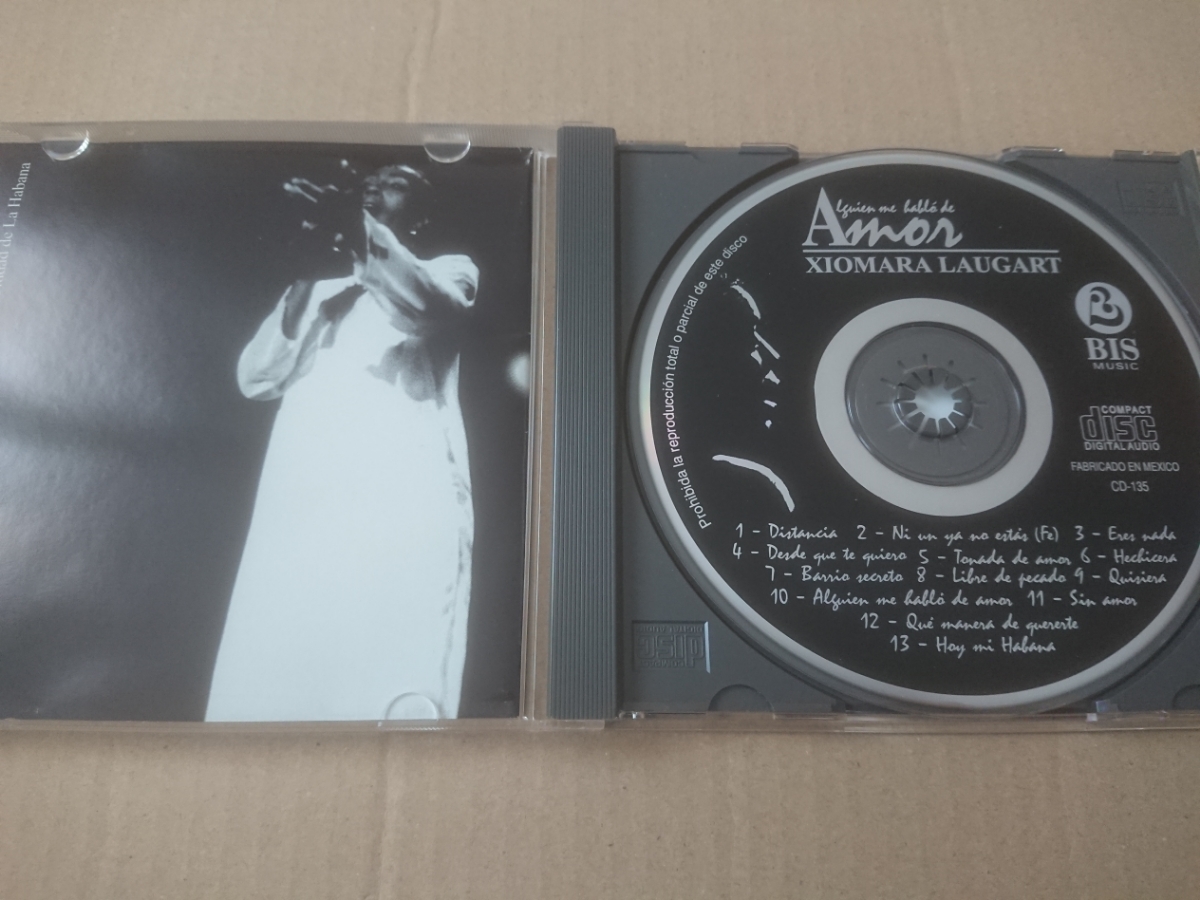 de La Habana
Alguien me habló de
Amor
XIOMARA LAUGART
Prohibida la reproducción total o parcial de este disco
BIS
MUSIC
COMPACT
disc
DIGITAL AUDIO
FABRICADO EN MEXICO
CD-135
1 - Distancia 2 - Ni un ya no estás (Fe) 3 - Eres nada
4 - Desde que te quiero 5 - Tonada de amor 6 - Hechicera
7 - Barrio secreto 8 - Libre de pecado 9 - Quisiera
10 - Alguien me habló de amor 11 - Sin amor
12 - Qué manera de quererte
13 - Hoy mi Habana